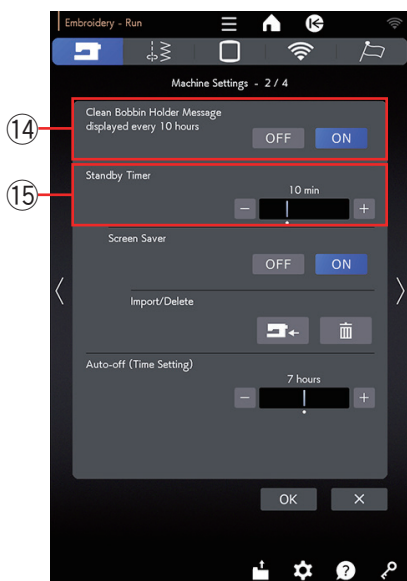 Embroidery - Run
Machine Settings - 2 / 4
⑭
Clean Bobbin Holder Message
displayed every 10 hours
OFF
ON
⑮
Standby Timer
10 min
−
+
Screen Saver
OFF
ON
Import/Delete
Auto-off (Time Setting)
7 hours
−
+
OK
×
?